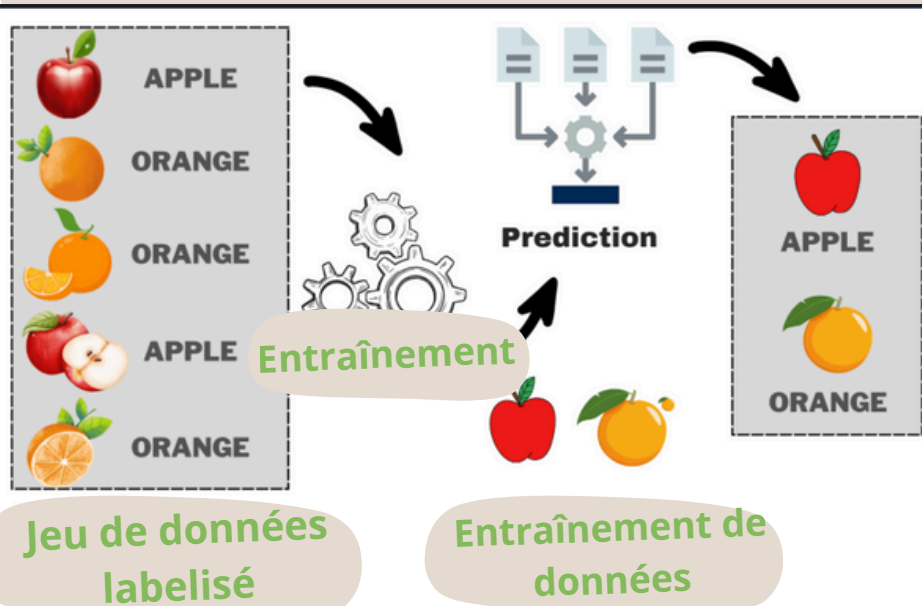 APPLE
ORANGE
ORANGE
APPLE
ORANGE
Entraînement
Prediction
APPLE
ORANGE
Jeu de données
labelisé
Entraînement de
données